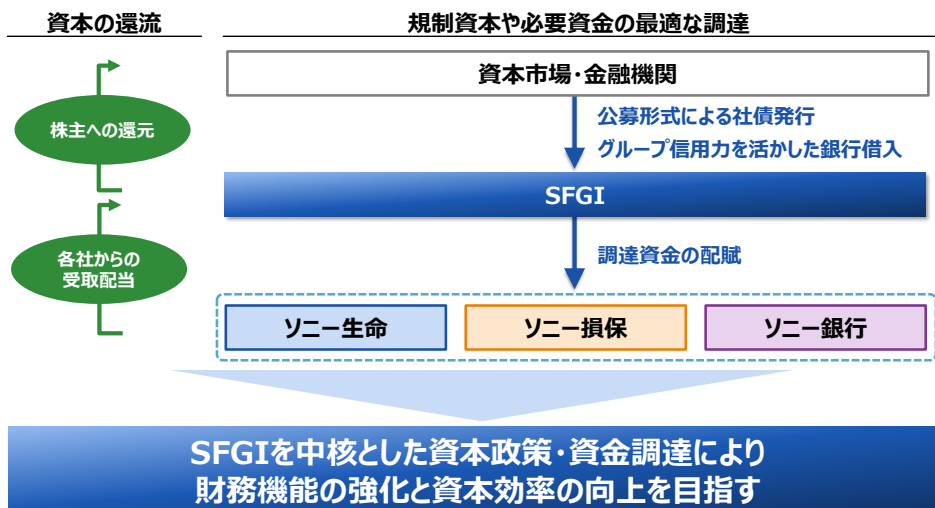 資本の還流
規制資本や必要資金の最適な調達
資本市場・金融機関
株主への還元
公募形式による社債発行
グループ信用力を活かした銀行借入
SFGI
各社からの
受取配当
調達資金の配賦
ソニー生命
ソニー損保
ソニー銀行
SFGIを中核とした資本政策・資金調達により
財務機能の強化と資本効率の向上を目指す